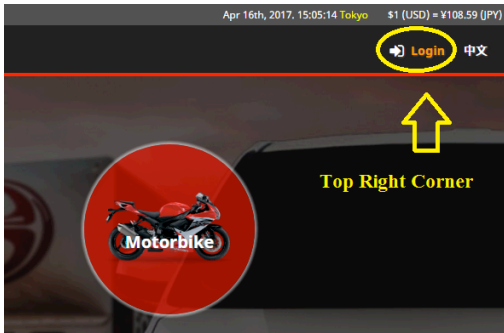 Apr 16th, 2017. 15:05:14 Tokyo $1 (USD) = ¥108.59 (JPY)
Login 中文
Top Right Corner
Motorbike